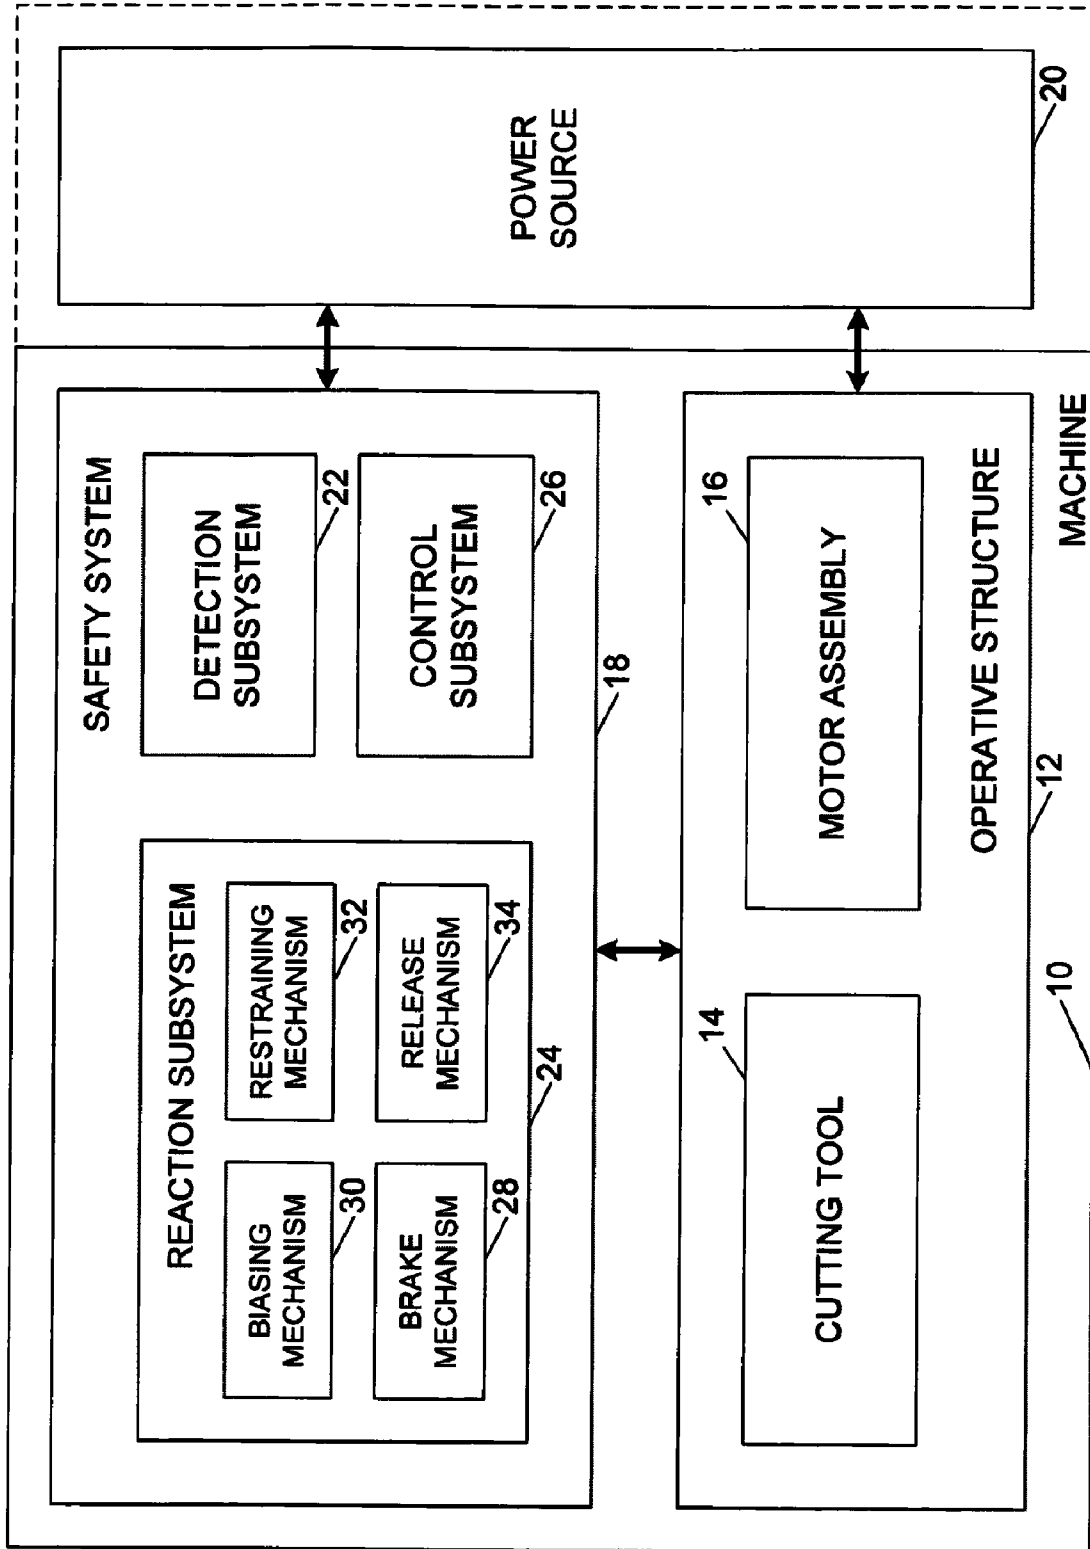 SAFETY SYSTEM
REACTION SUBSYSTEM
BIASING
MECHANISM
30
RESTRAINING
MECHANISM
32
BRAKE
MECHANISM
28
RELEASE
MECHANISM
34
24
DETECTION
SUBSYSTEM
22
CONTROL
SUBSYSTEM
26
18
POWER
SOURCE
20
14
CUTTING TOOL
16
MOTOR ASSEMBLY
OPERATIVE STRUCTURE
12
MACHINE
10